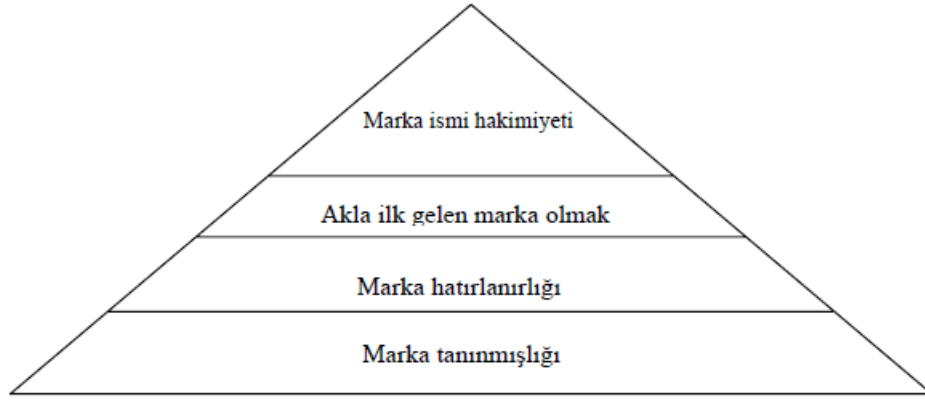 Marka ismi hakimiyeti
Akla ilk gelen marka olmak
Marka hatırlanırlığı
Marka tanınmışlığı